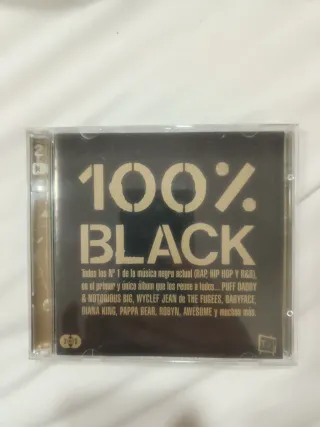 100%
BLACK
Todos los Nº 1 de la música negra actual (RAP, HIP HOP Y R&B),
en el primer y único álbum que los reune a todos... PUFF DADDY
& NOTORIOUS BIG, WYCLEF JEAN de THE FUGEES, BABYFACE,
DIANA KING, PAPPA BEAR, ROBYN, AWESOME y muchos más.
2